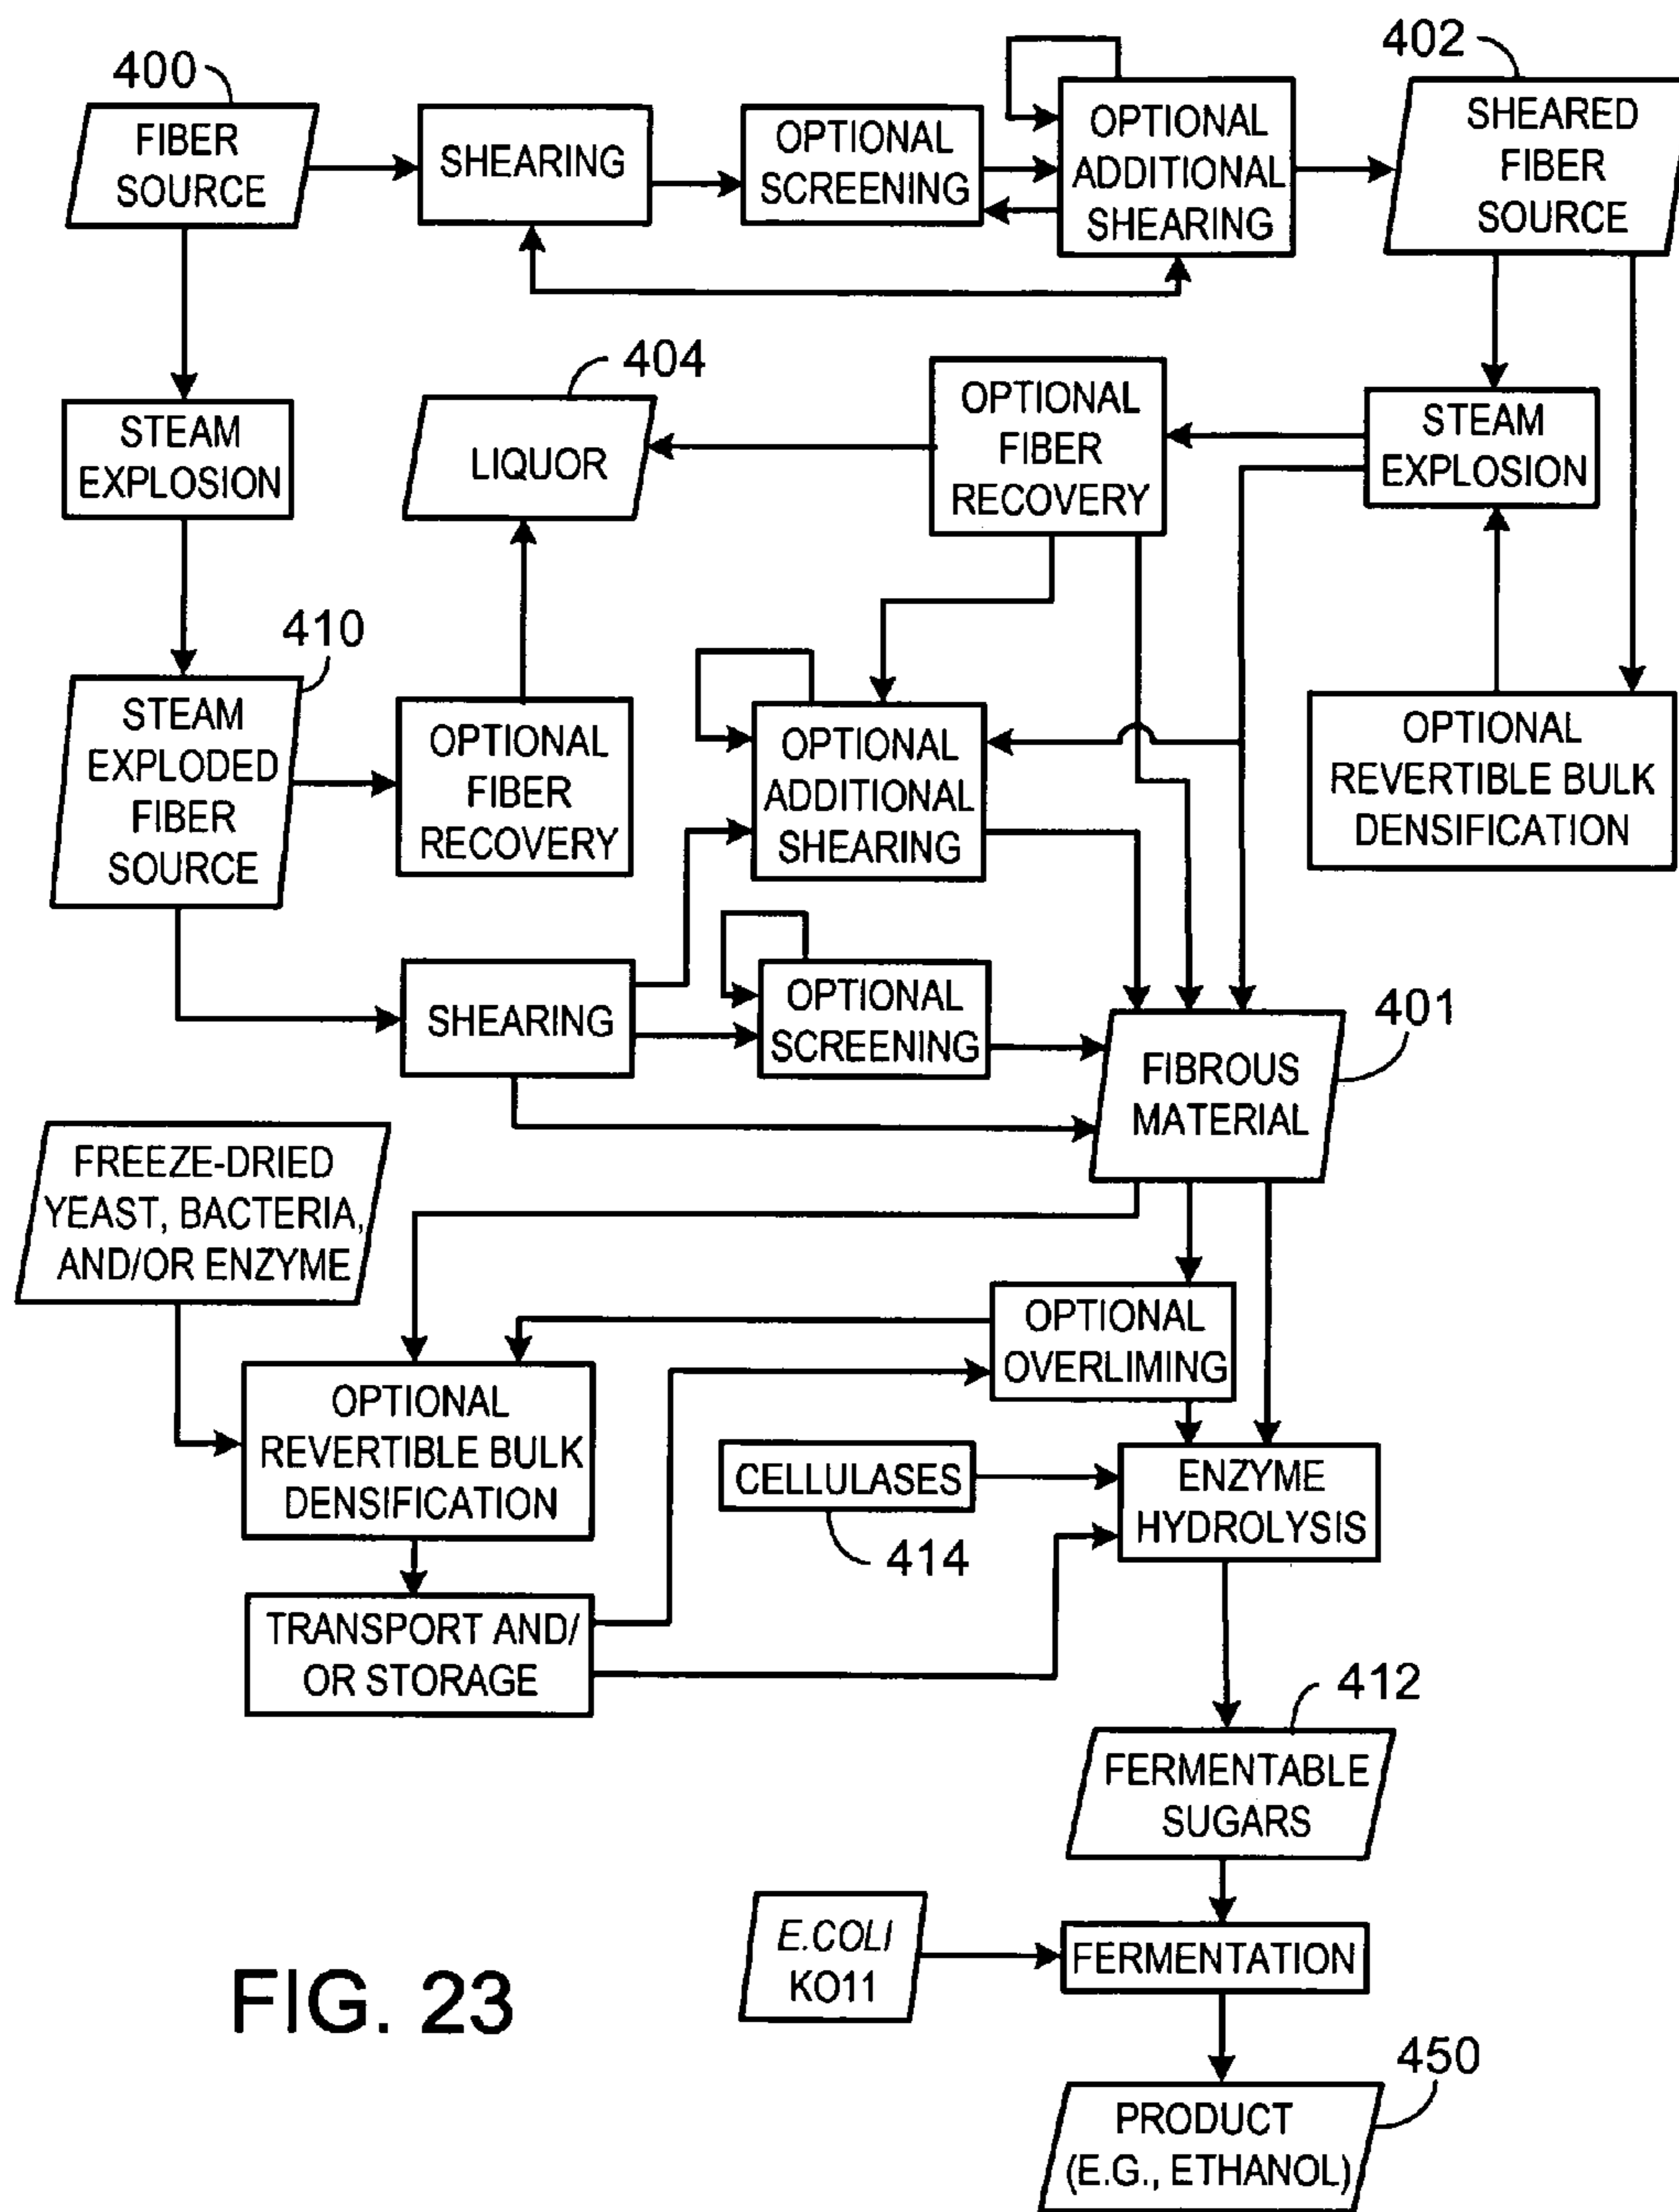 400
402
FIBER
SOURCE
SHEARING
OPTIONAL
SCREENING
OPTIONAL
ADDITIONAL
SHEARING
SHEARED
FIBER
SOURCE
404
STEAM
EXPLOSION
LIQUOR
OPTIONAL
FIBER
RECOVERY
STEAM
EXPLOSION
410
STEAM
EXPLODED
FIBER
SOURCE
OPTIONAL
FIBER
RECOVERY
OPTIONAL
ADDITIONAL
SHEARING
OPTIONAL
REVERTIBLE BULK
DENSIFICATION
SHEARING
OPTIONAL
SCREENING
401
FIBROUS
MATERIAL
FREEZE-DRIED
YEAST, BACTERIA,
AND/OR ENZYME
OPTIONAL
OVERLIMING
OPTIONAL
REVERTIBLE BULK
DENSIFICATION
CELLULASES
414
ENZYME
HYDROLYSIS
TRANSPORT AND/
OR STORAGE
412
FERMENTABLE
SUGARS
E.COLI
KO11
FERMENTATION
FIG. 23
450
PRODUCT
(E.G., ETHANOL)